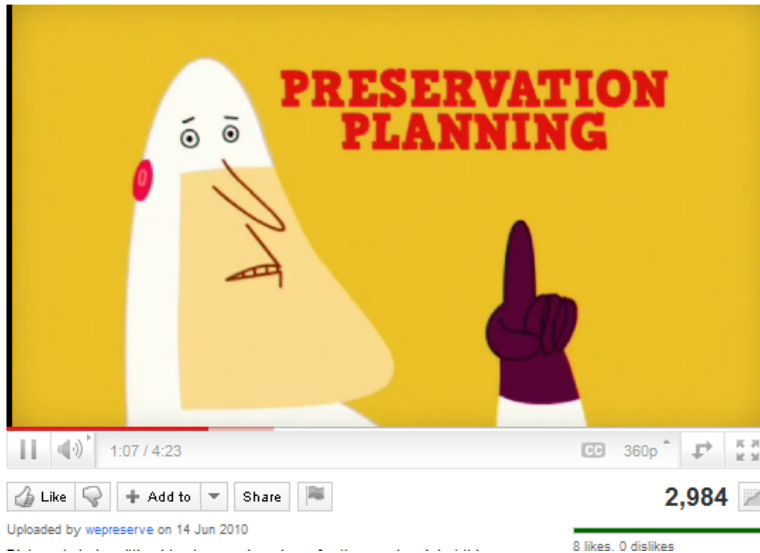 PRESERVATION
PLANNING
1:07 / 4:23
CC
360p
Like
+ Add to
Share
2,984
Uploaded by wepreserve on 14 Jun 2010
8 likes, 0 dislikes